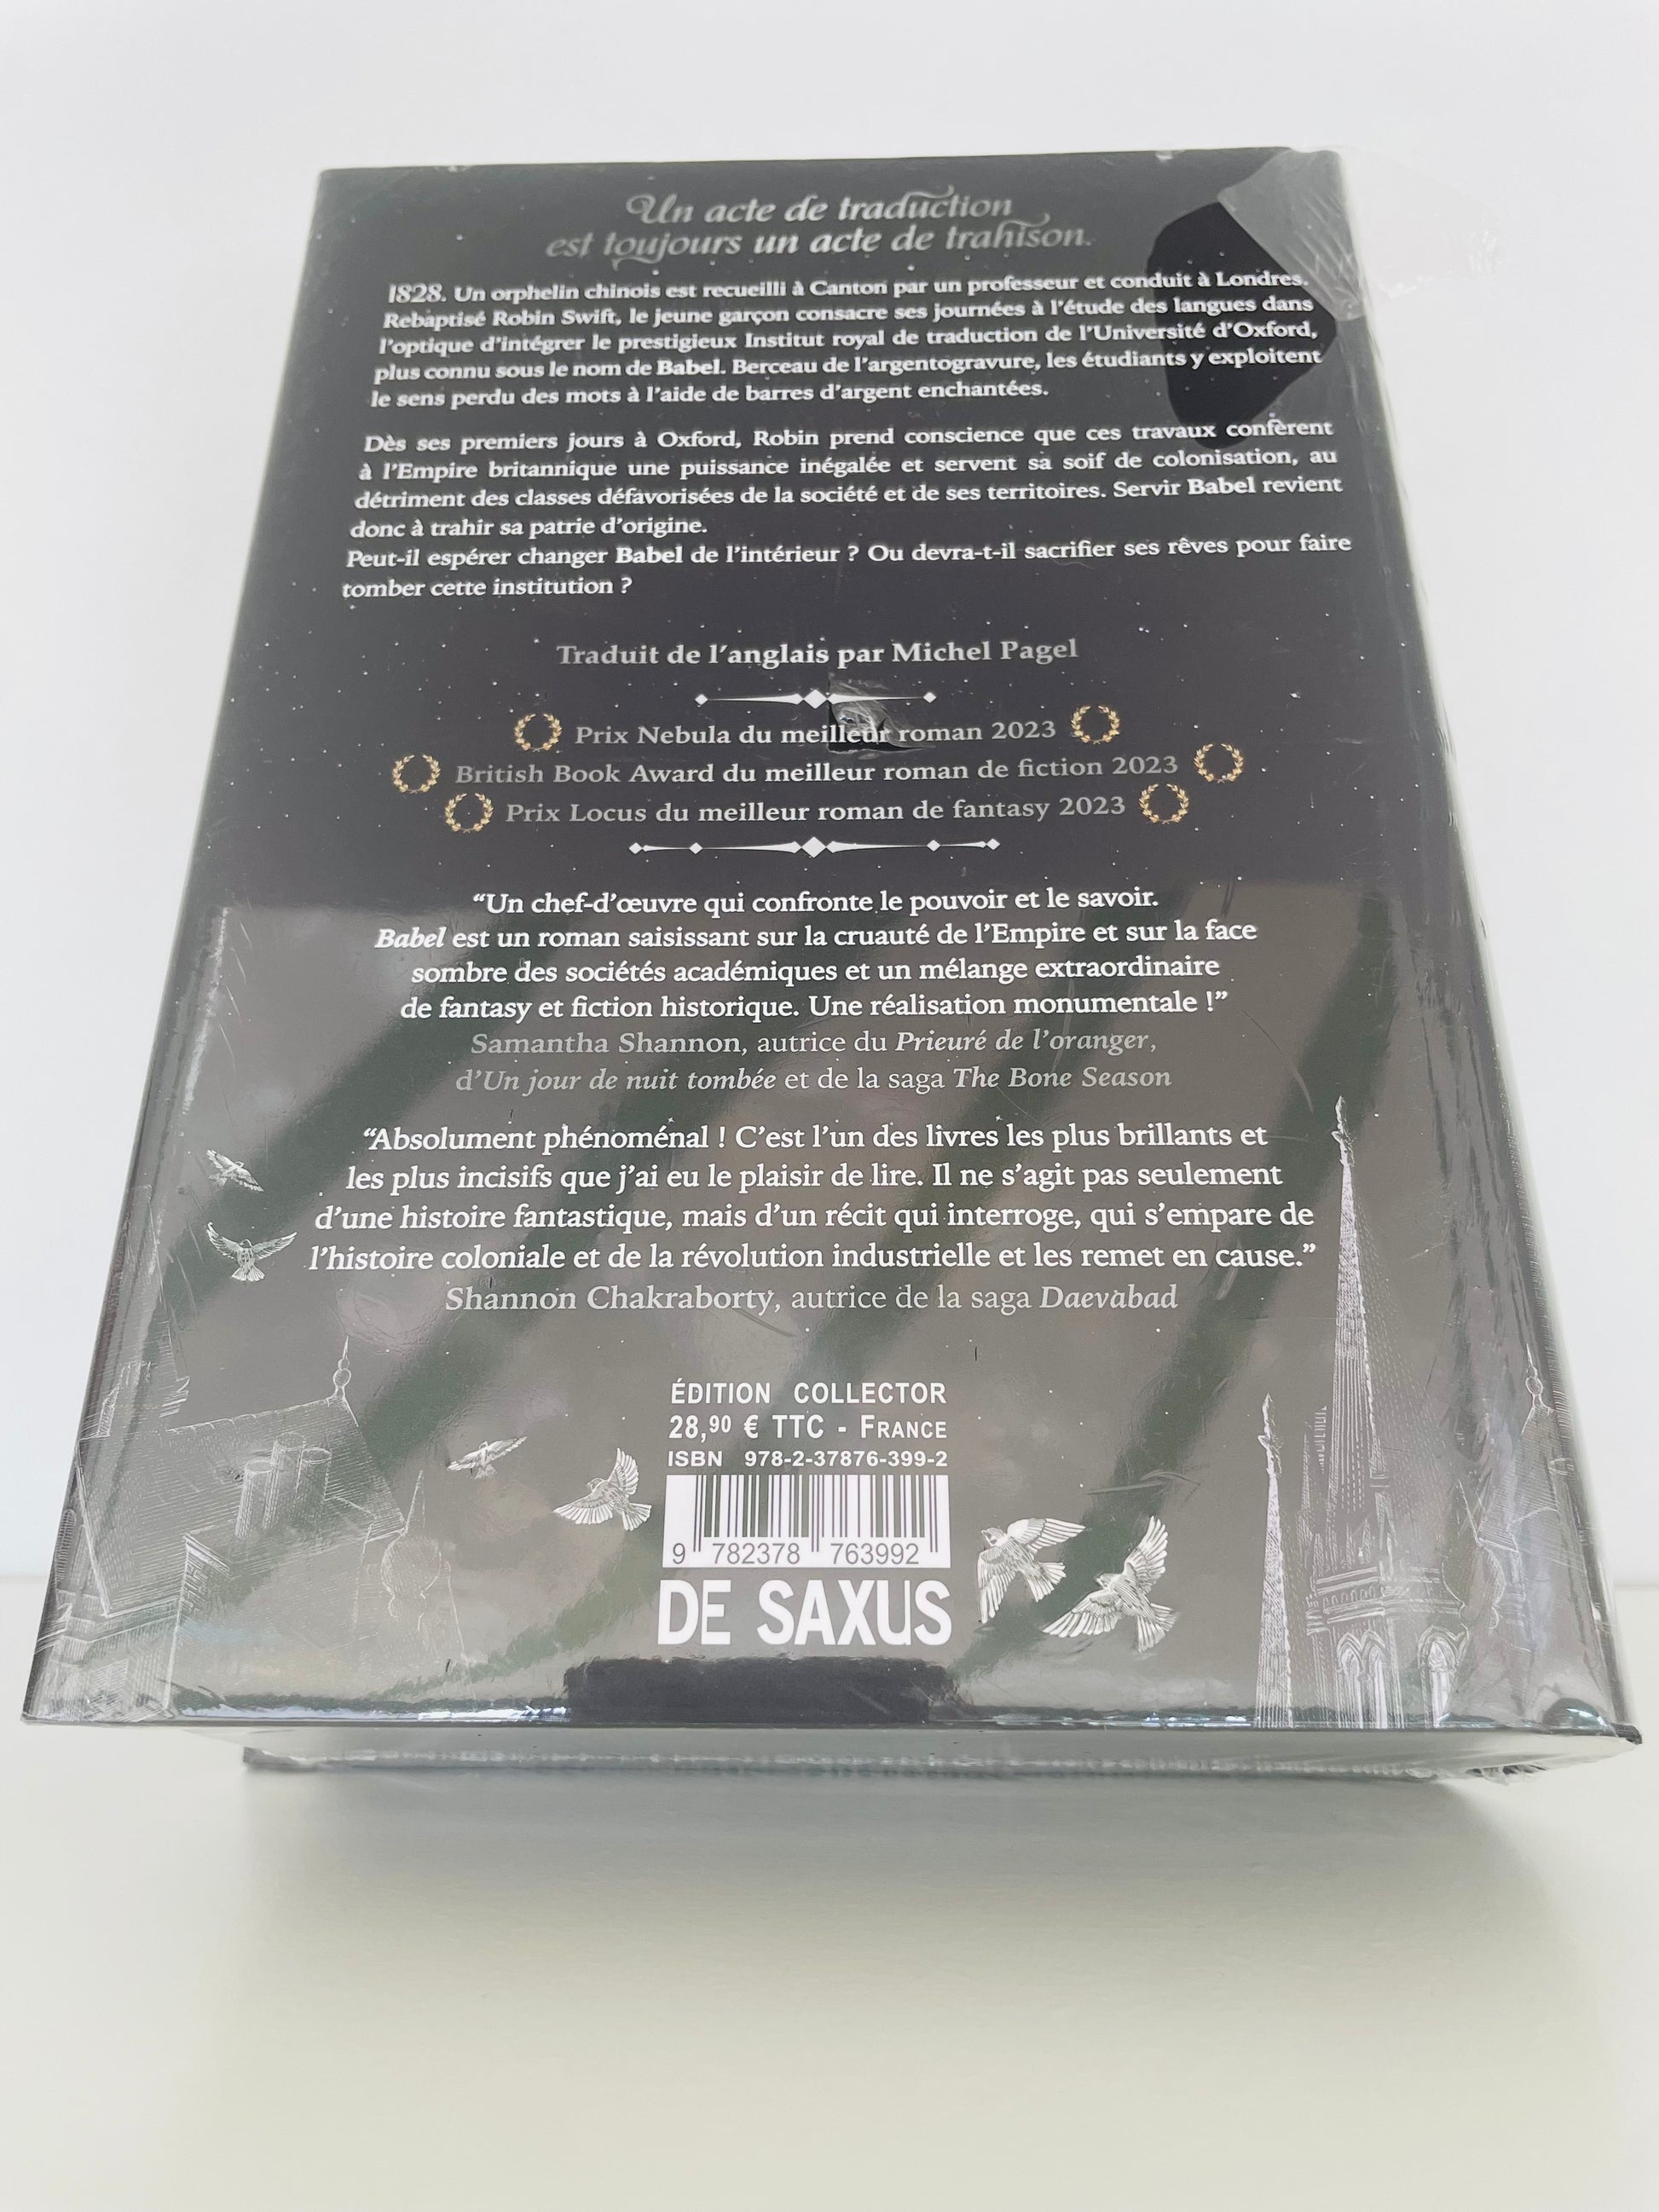 Un acte de traduction
est toujours un acte de trahison.
1828. Un orphelin chinois est recueilli à Canton par un professeur et conduit à Londres.
Rebaptisé Robin Swift, le jeune garçon consacre ses journées à l'étude des langues dans
l'optique d'intégrer le prestigieux Institut royal de traduction de l'Université d'Oxford,
plus connu sous le nom de Babel. Berceau de l'argentogravure, les étudiants y exploitent
le sens perdu des mots à l'aide de barres d'argent enchantées.
Dès ses premiers jours à Oxford, Robin prend conscience que ces travaux confèrent
à l'Empire britannique une puissance inégalée et servent sa soif de colonisation, au
détriment des classes défavorisées de la société et de ses territoires. Servir Babel revient
donc à trahir sa patrie d'origine.
Peut-il espérer changer Babel de l'intérieur ? Ou devra-t-il sacrifier ses rêves pour faire
tomber cette institution ?
Traduit de l'anglais par Michel Pagel
Prix Nebula du meilleur roman 2023
British Book Award du meilleur roman de fiction 2023
Prix Locus du meilleur roman de fantasy 2023
“Un chef-d'œuvre qui confronte le pouvoir et le savoir.
Babel est un roman saisissant sur la cruauté de l'Empire et sur la face
sombre des sociétés académiques et un mélange extraordinaire
de fantasy et fiction historique. Une réalisation monumentale !”
Samantha Shannon, autrice du Prieuré de l'oranger,
d'Un jour de nuit tombée et de la saga The Bone Season
“Absolument phénoménal ! C'est l'un des livres les plus brillants et
les plus incisifs que j'ai eu le plaisir de lire. Il ne s'agit pas seulement
d'une histoire fantastique, mais d'un récit qui interroge, qui s'empare de
l'histoire coloniale et de la révolution industrielle et les remet en cause.”
Shannon Chakraborty, autrice de la saga Daevabad
ÉDITION COLLECTOR
28,90 € TTC - FRANCE
ISBN 978-2-37876-399-2
9 782378 763992
DE SAXUS